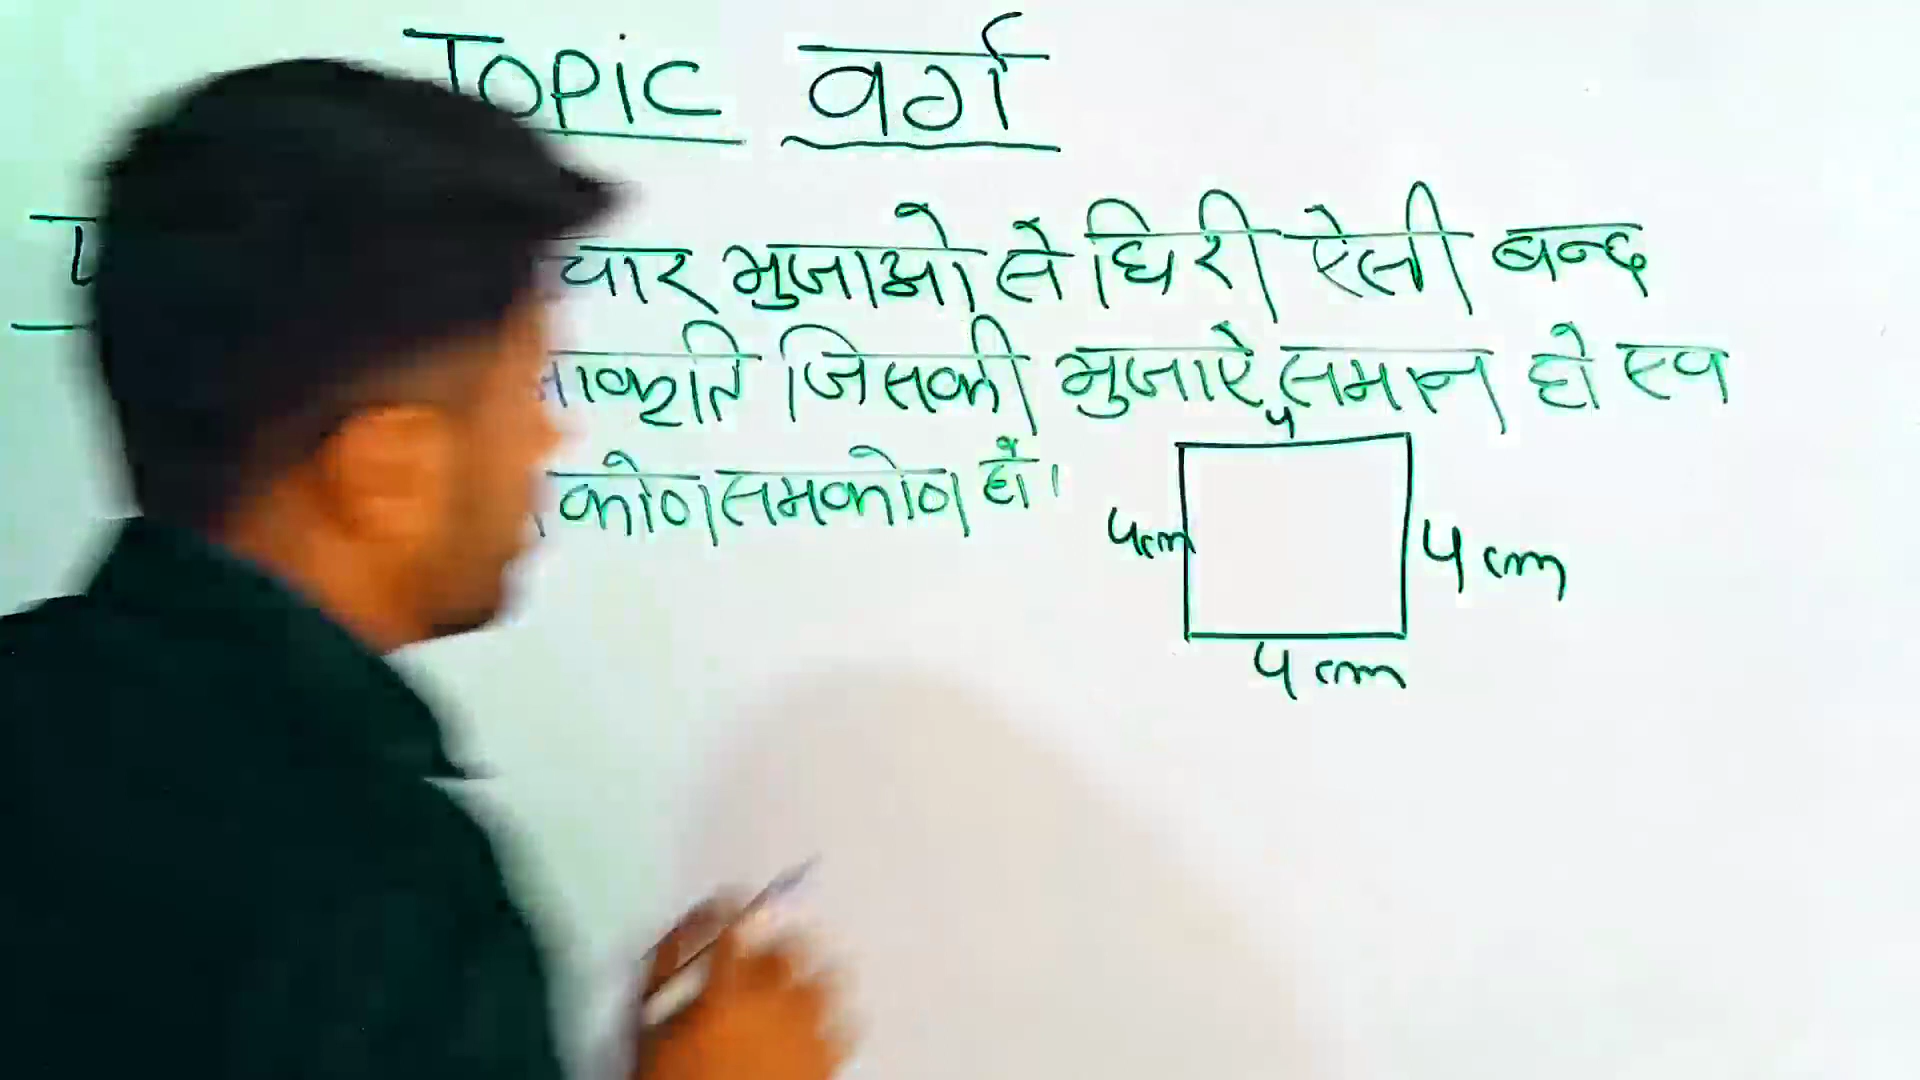 Topic वर्ग
चार भुजाओ से घिरी ऐसी बन्द
आकृति जिसकी भुजाऐ समान हो एव
कोण समकोण हों।
4
4cm
4 cm
4 cm